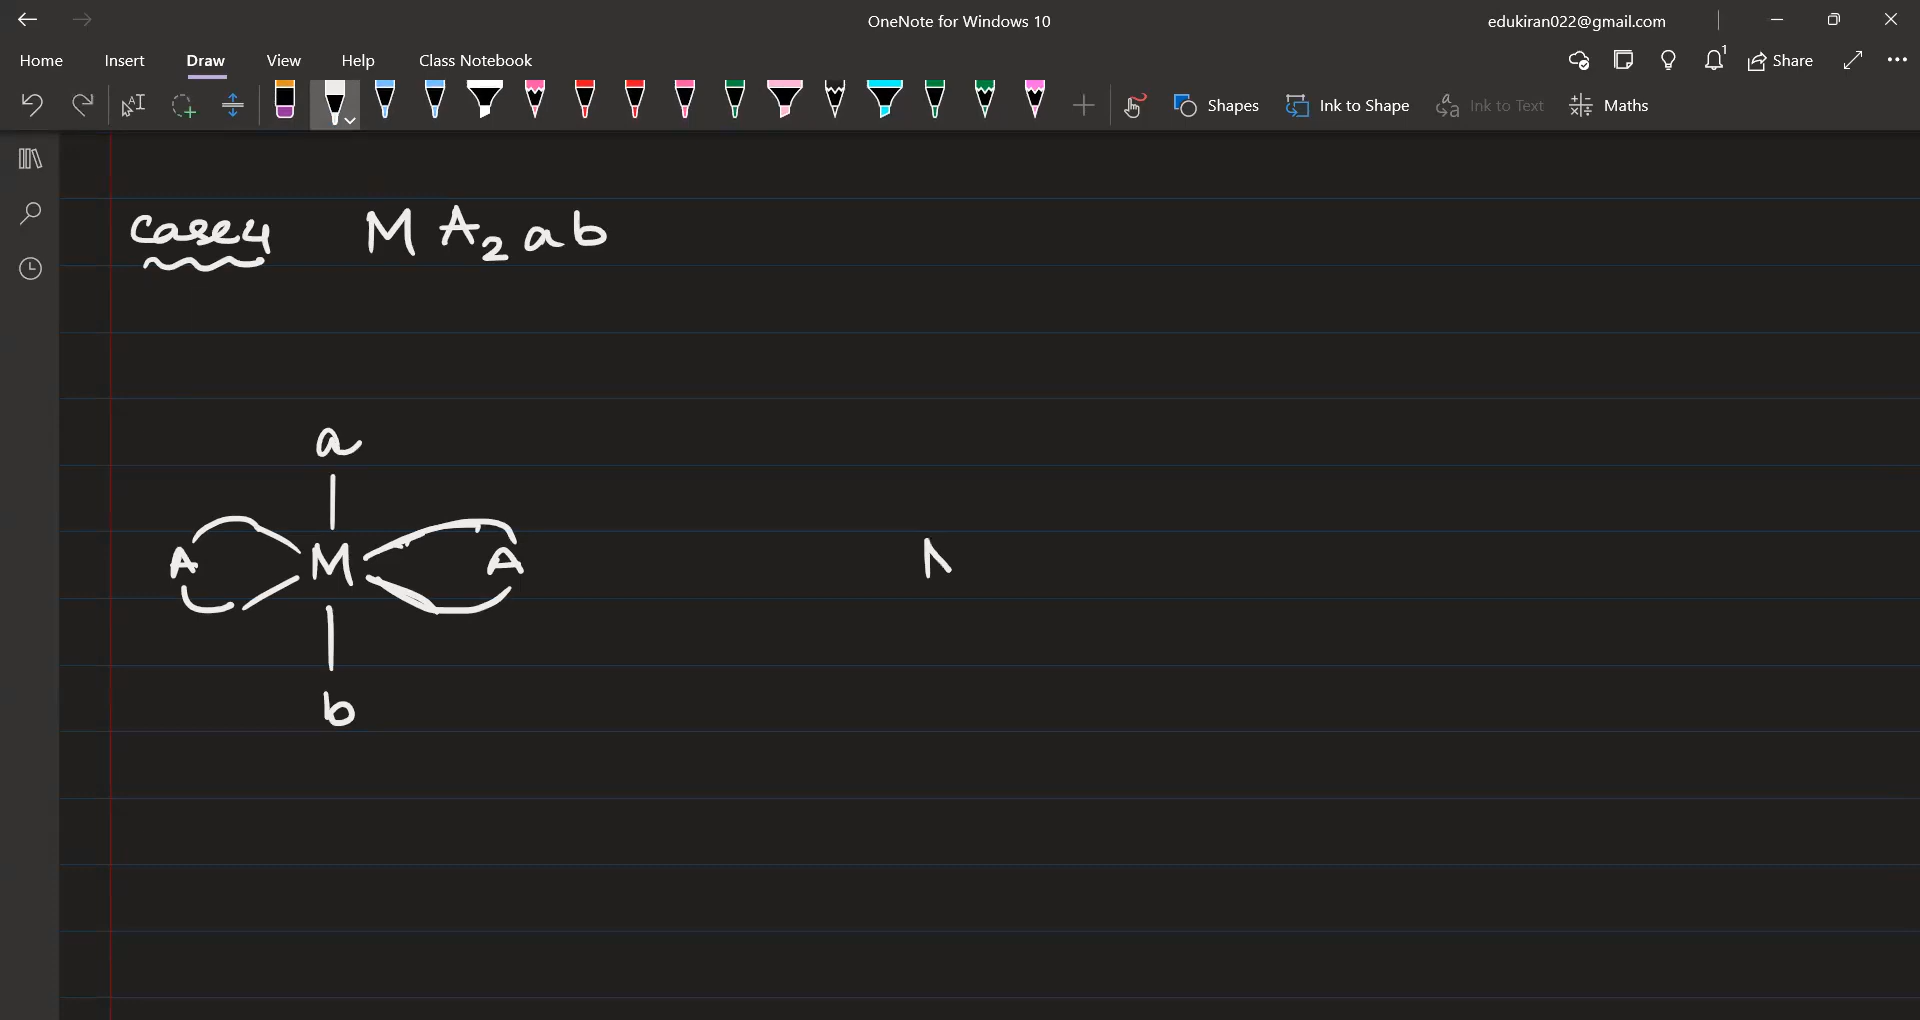 OneNote for Windows 10
edukiran022@gmail.com
Home Insert Draw View Help Class Notebook
1
Share
Shapes Ink to Shape Ink to Text Maths
case 4 M A2 a b
a
A M A
b